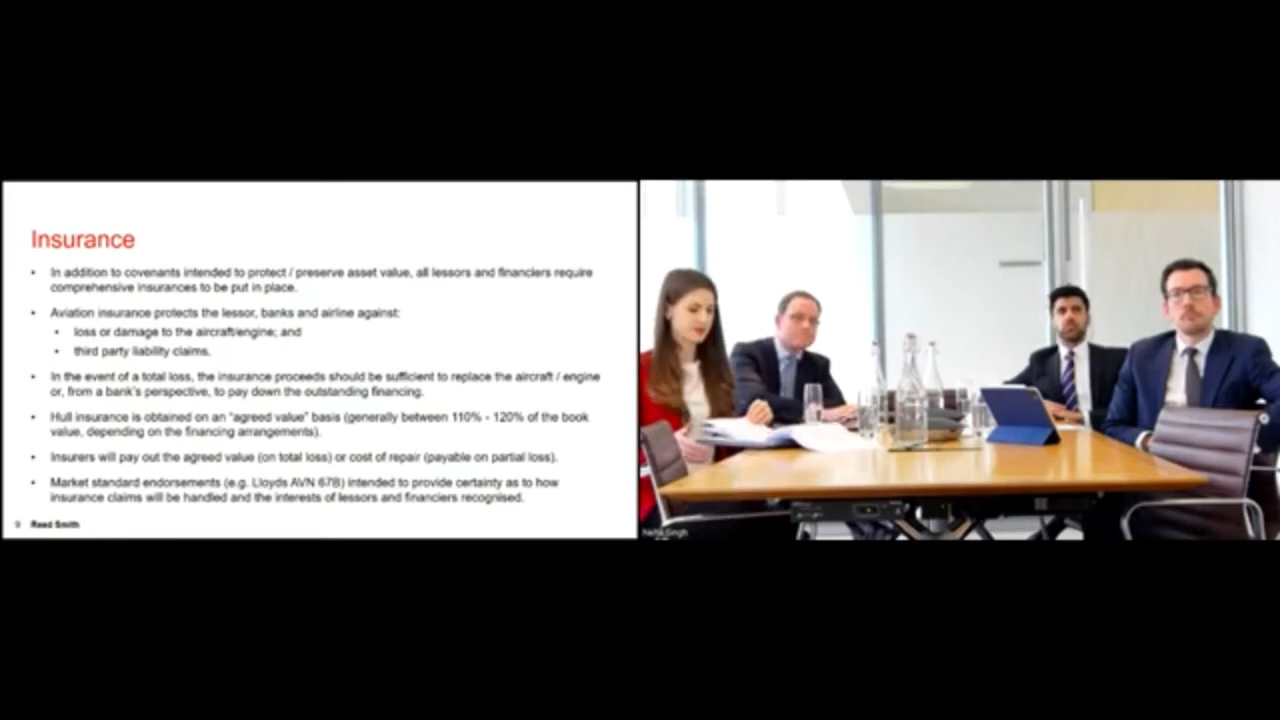 Insurance
• In addition to covenants intended to protect / preserve asset value, all lessors and financiers require
comprehensive insurances to be put in place.
• Aviation insurance protects the lessor, banks and airline against:
• loss or damage to the aircraft/engine; and
• third party liability claims.
• In the event of a total loss, the insurance proceeds should be sufficient to replace the aircraft / engine
or, from a bank's perspective, to pay down the outstanding financing.
• Hull insurance is obtained on an "agreed value" basis (generally between 110% - 120% of the book
value, depending on the financing arrangements).
• Insurers will pay out the agreed value (on total loss) or cost of repair (payable on partial loss).
• Market standard endorsements (e.g. Lloyds AVN 67B) intended to provide certainty as to how
insurance claims will be handled and the interests of lessors and financiers recognised.
9 Reed Smith
Neha Singh